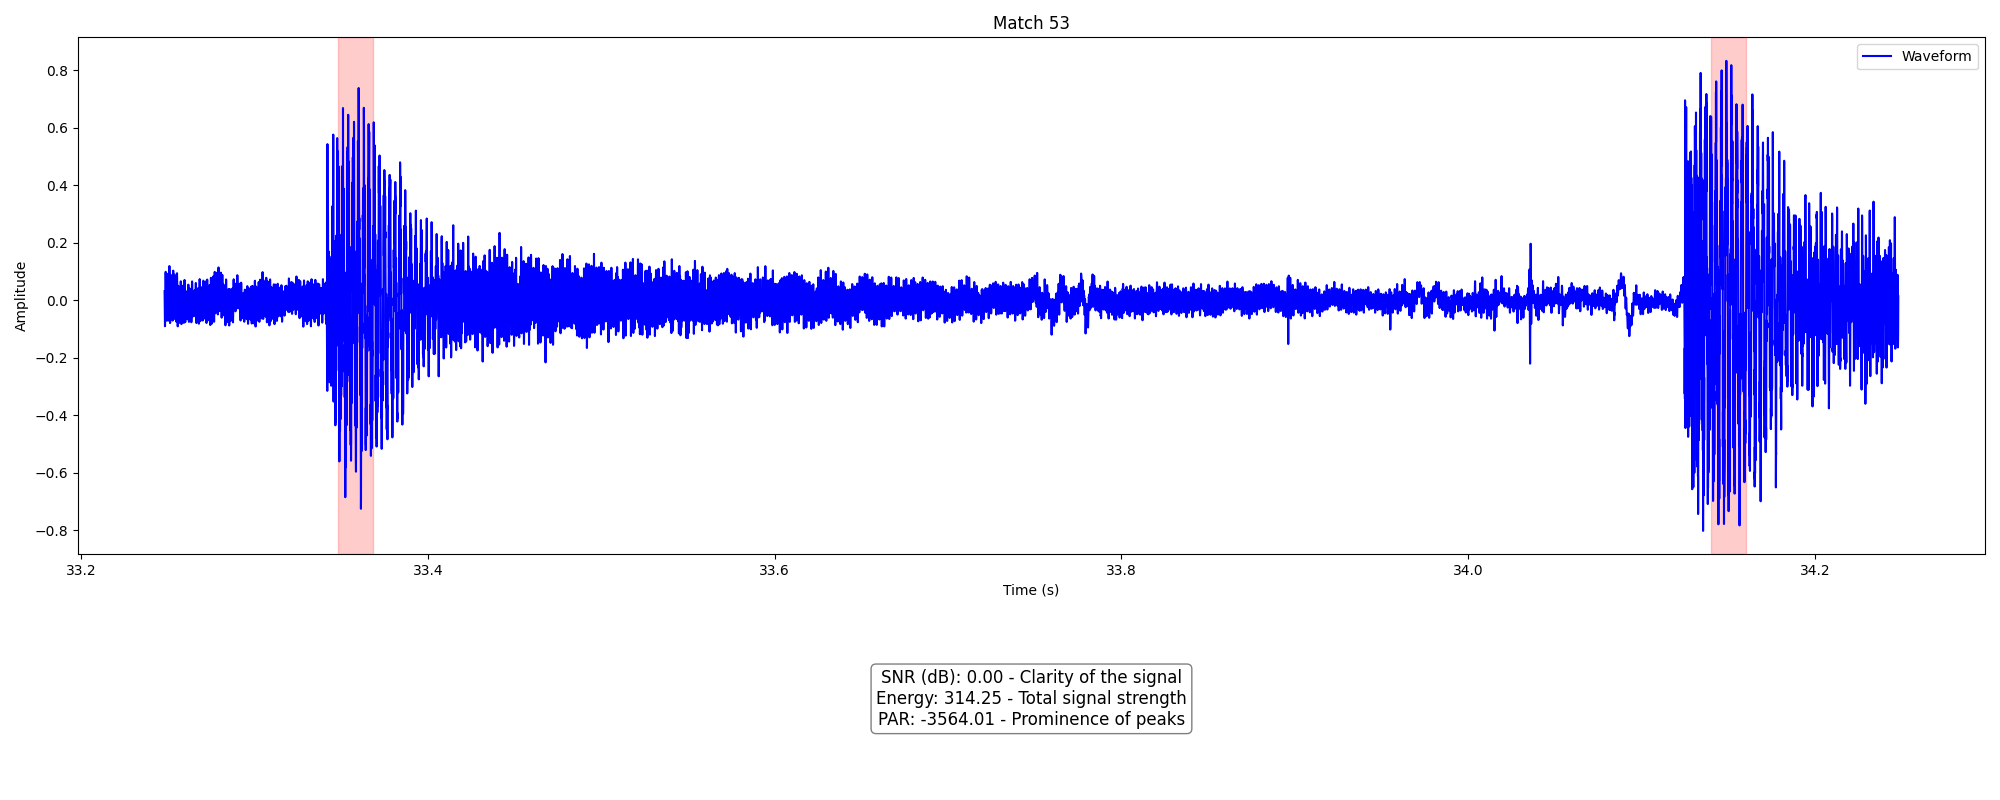 Match 53
Waveform
0.8
0.6
0.4
0.2
0.0
−0.2
−0.4
−0.6
−0.8
Amplitude
33.2 33.4 33.6 33.8 34.0 34.2
Time (s)
SNR (dB): 0.00 - Clarity of the signal
Energy: 314.25 - Total signal strength
PAR: -3564.01 - Prominence of peaks